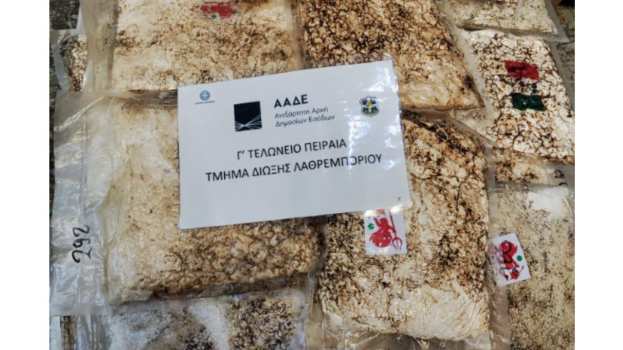 ΑΑΔΕ
Ανεξάρτητη Αρχή
Δημοσίων Εσόδων
Γ' ΤΕΛΩΝΕΙΟ ΠΕΙΡΑΙΑ
ΤΜΗΜΑ ΔΙΩΞΗΣ ΛΑΘΡΕΜΠΟΡΙΟΥ
292